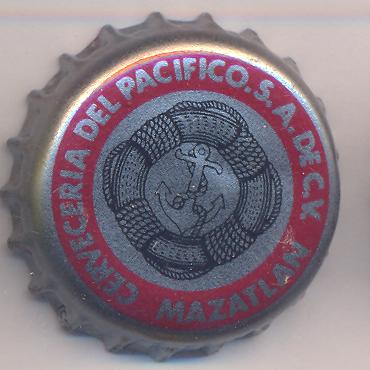 CERVECERIA DEL PACIFICO. S. A. DE C.V.
MAZATLAN